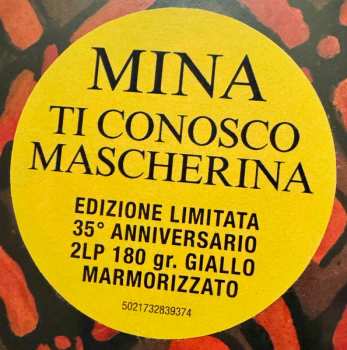 MINA
TI CONOSCO
MASCHERINA
EDIZIONE LIMITATA
35° ANNIVERSARIO
2LP 180 gr. GIALLO
MARMORIZZATO
5021732839374